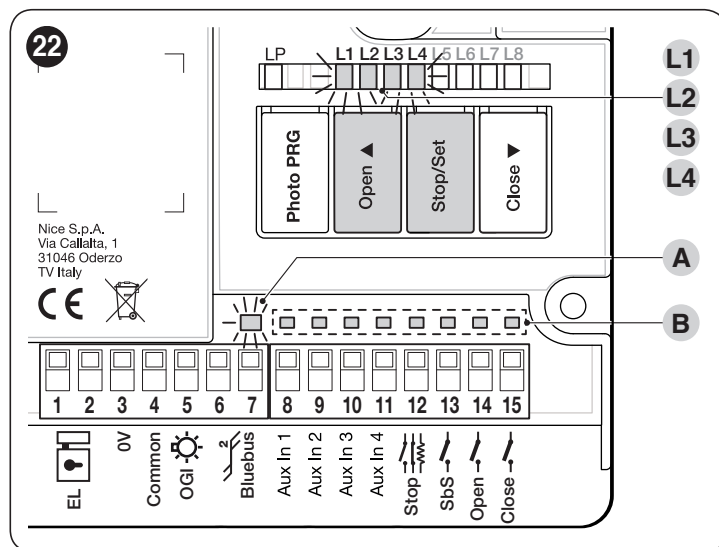 22
LP L1 L2 L3 L4 L5 L6 L7 L8
L1
L2
L3
L4
Photo PRG
Open ▲
Stop/Set
Close ▼
Nice S.p.A.
Via Callalta, 1
31046 Oderzo
TV Italy
CE
A
B
1 2 3 4 5 6 7 8 9 10 11 12 13 14 15
EL
0V
Common
OGI
2
Bluebus
Aux In 1
Aux In 2
Aux In 3
Aux In 4
Stop
SbS
Open
Close